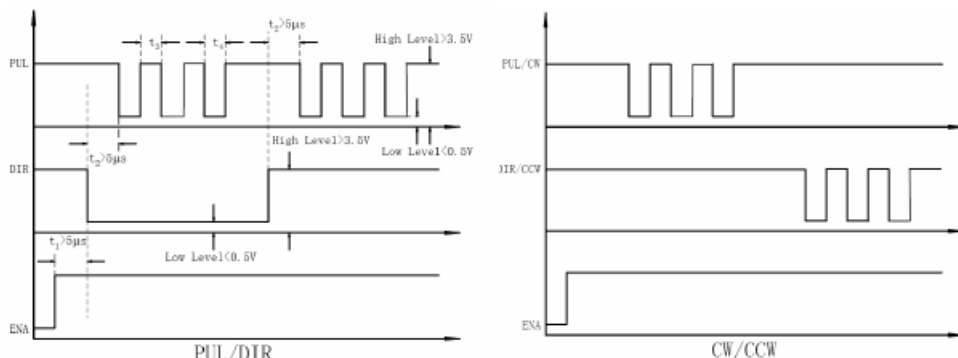 t₂>5μs
t₃
t₄
High Level>3.5V
PUL
High Level>3.5V
Low Level<0.5V
t₂>5μs
DIR
t₁>5μs
Low Level<0.5V
ENA
PUL/DIR
PUL/CW
DIR/CCW
ENA
CW/CCW